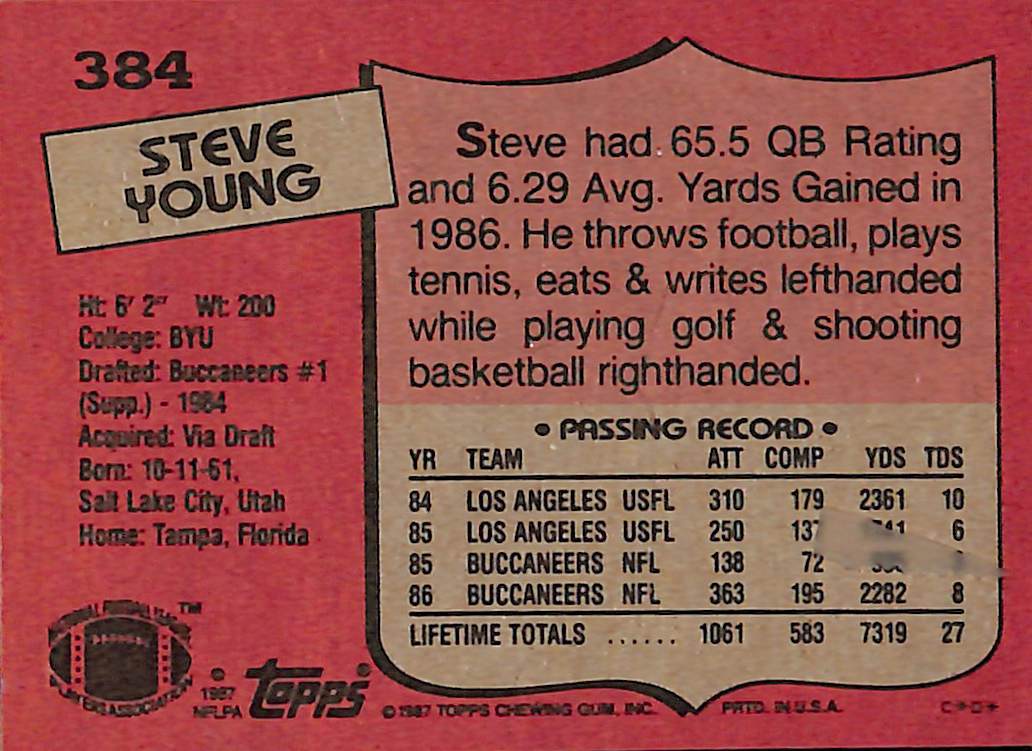 384
STEVE
YOUNG
Ht: 6' 2" Wt: 200
College: BYU
Drafted: Buccaneers #1
(Supp.) - 1984
Acquired: Via Draft
Born: 10-11-61,
Salt Lake City, Utah
Home: Tampa, Florida
Steve had 65.5 QB Rating
and 6.29 Avg. Yards Gained in
1986. He throws football, plays
tennis, eats & writes lefthanded
while playing golf & shooting
basketball righthanded.
• PASSING RECORD •
YR TEAM ATT COMP YDS TDS
84 LOS ANGELES USFL 310 179 2361 10
85 LOS ANGELES USFL 250 137 6
85 BUCCANEERS NFL 138 72
86 BUCCANEERS NFL 363 195 2282 8
LIFETIME TOTALS ...... 1061 583 7319 27
TM
PLAYERS ASSOCIATION
© 1987
NFLPA
TOPPS
© 1987 TOPPS CHEWING GUM, INC. PRTD. IN U.S.A. C*D*